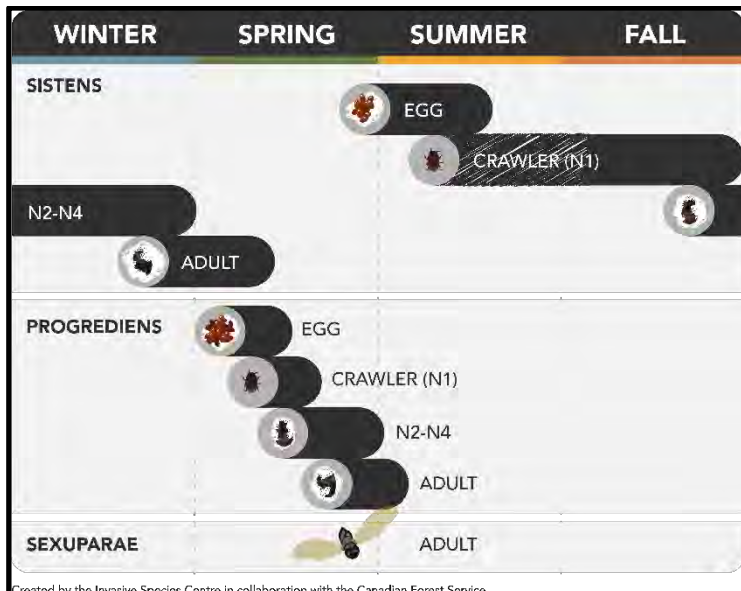 WINTER SPRING SUMMER FALL
SISTENS
EGG
CRAWLER (N1)
N2-N4
ADULT
PROGREDIENS
EGG
CRAWLER (N1)
N2-N4
ADULT
SEXUPARAE
ADULT
Created by the Invasive Species Centre in collaboration with the Canadian Forest Service